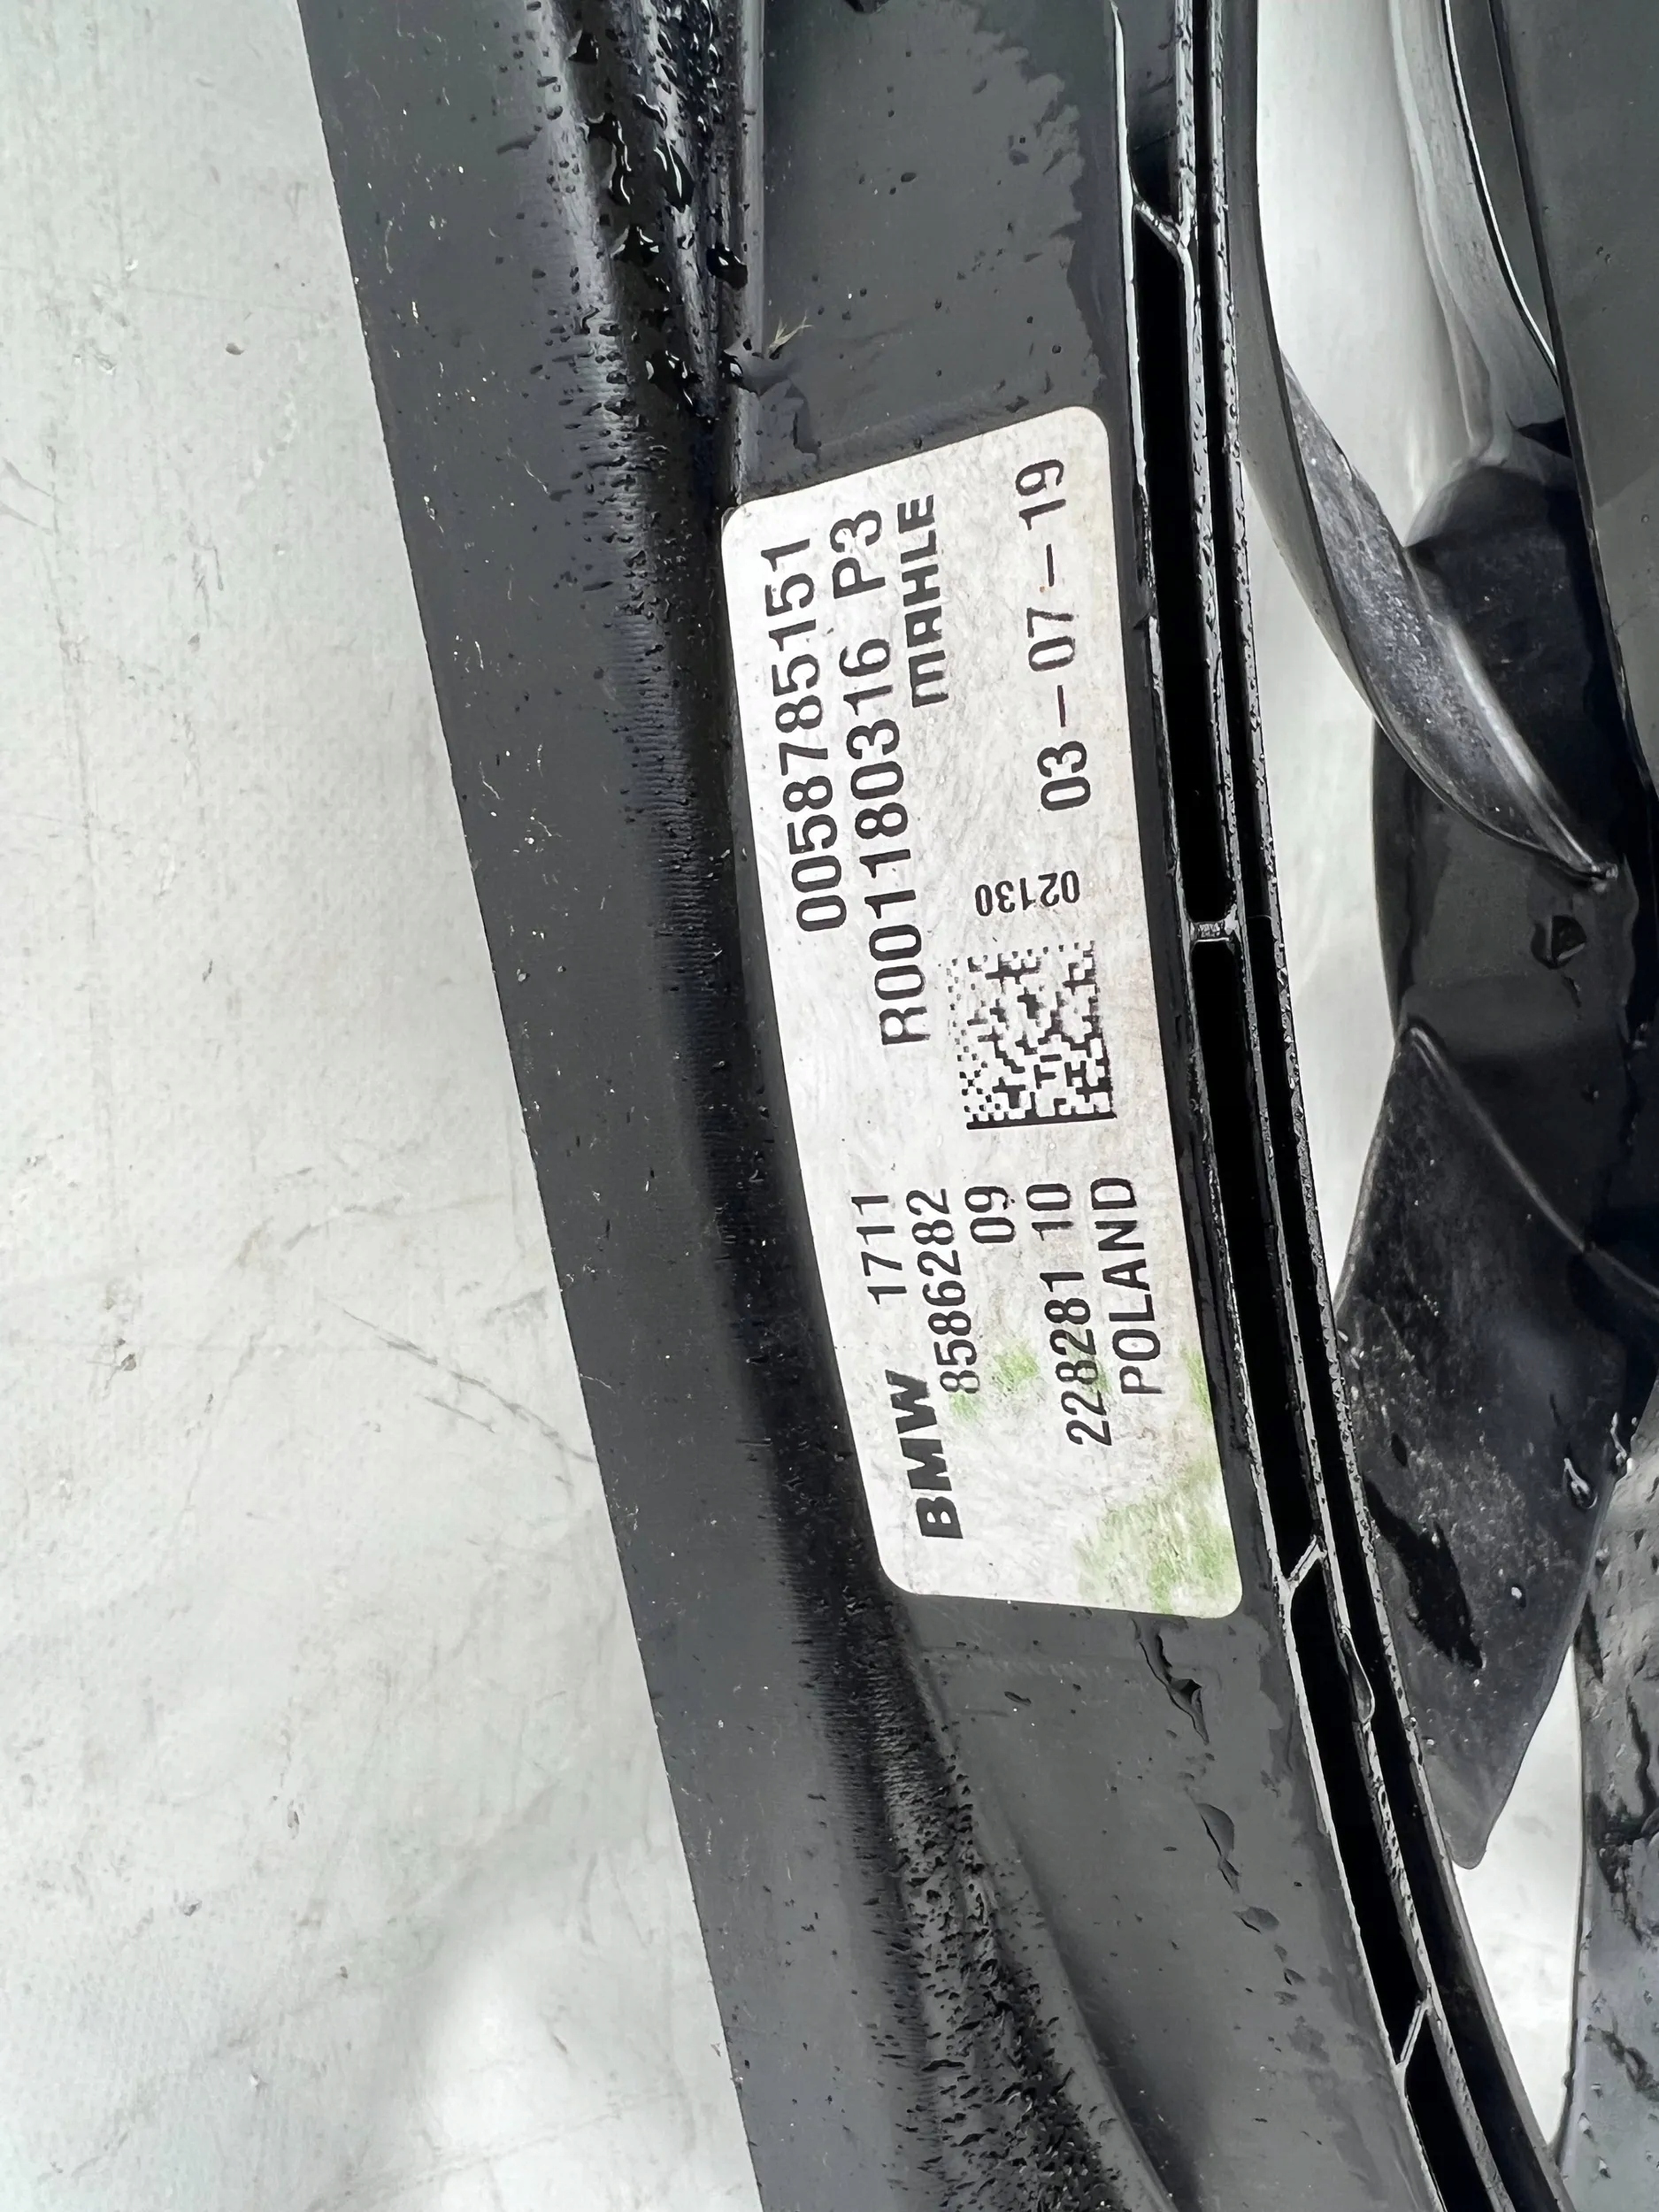 BMW 1711
8586282
09
228281 10
POLAND
0058785151
R001180316 P3
MAHLE
02130
03-07-19